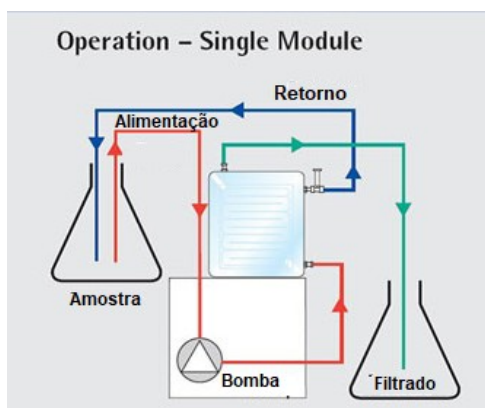 Operation – Single Module
Retorno
Alimentação
Amostra
Bomba
Filtrado